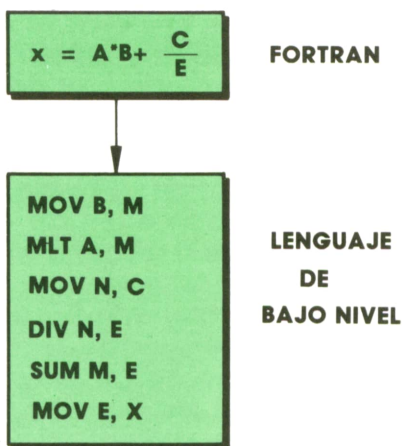 x = A*B+ C/E
FORTRAN
MOV B, M
MLT A, M
MOV N, C
DIV N, E
SUM M, E
MOV E, X
LENGUAJE
DE
BAJO NIVEL